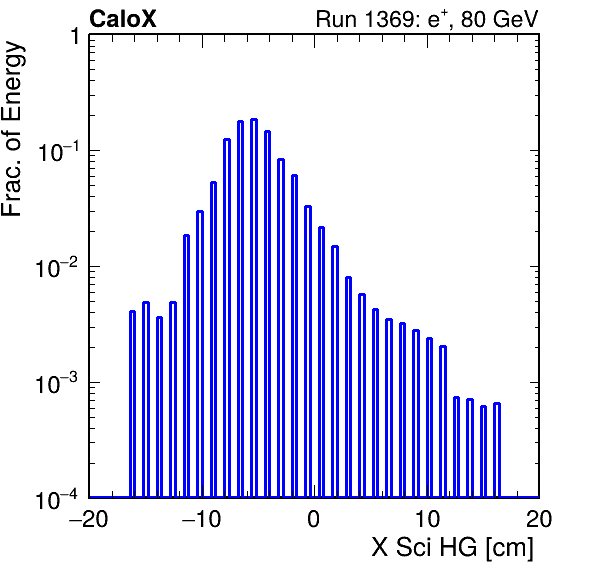 CaloX Run 1369: e⁺, 80 GeV
Frac. of Energy
1
10⁻¹
10⁻²
10⁻³
10⁻⁴
−20 −10 0 10 20
X Sci HG [cm]